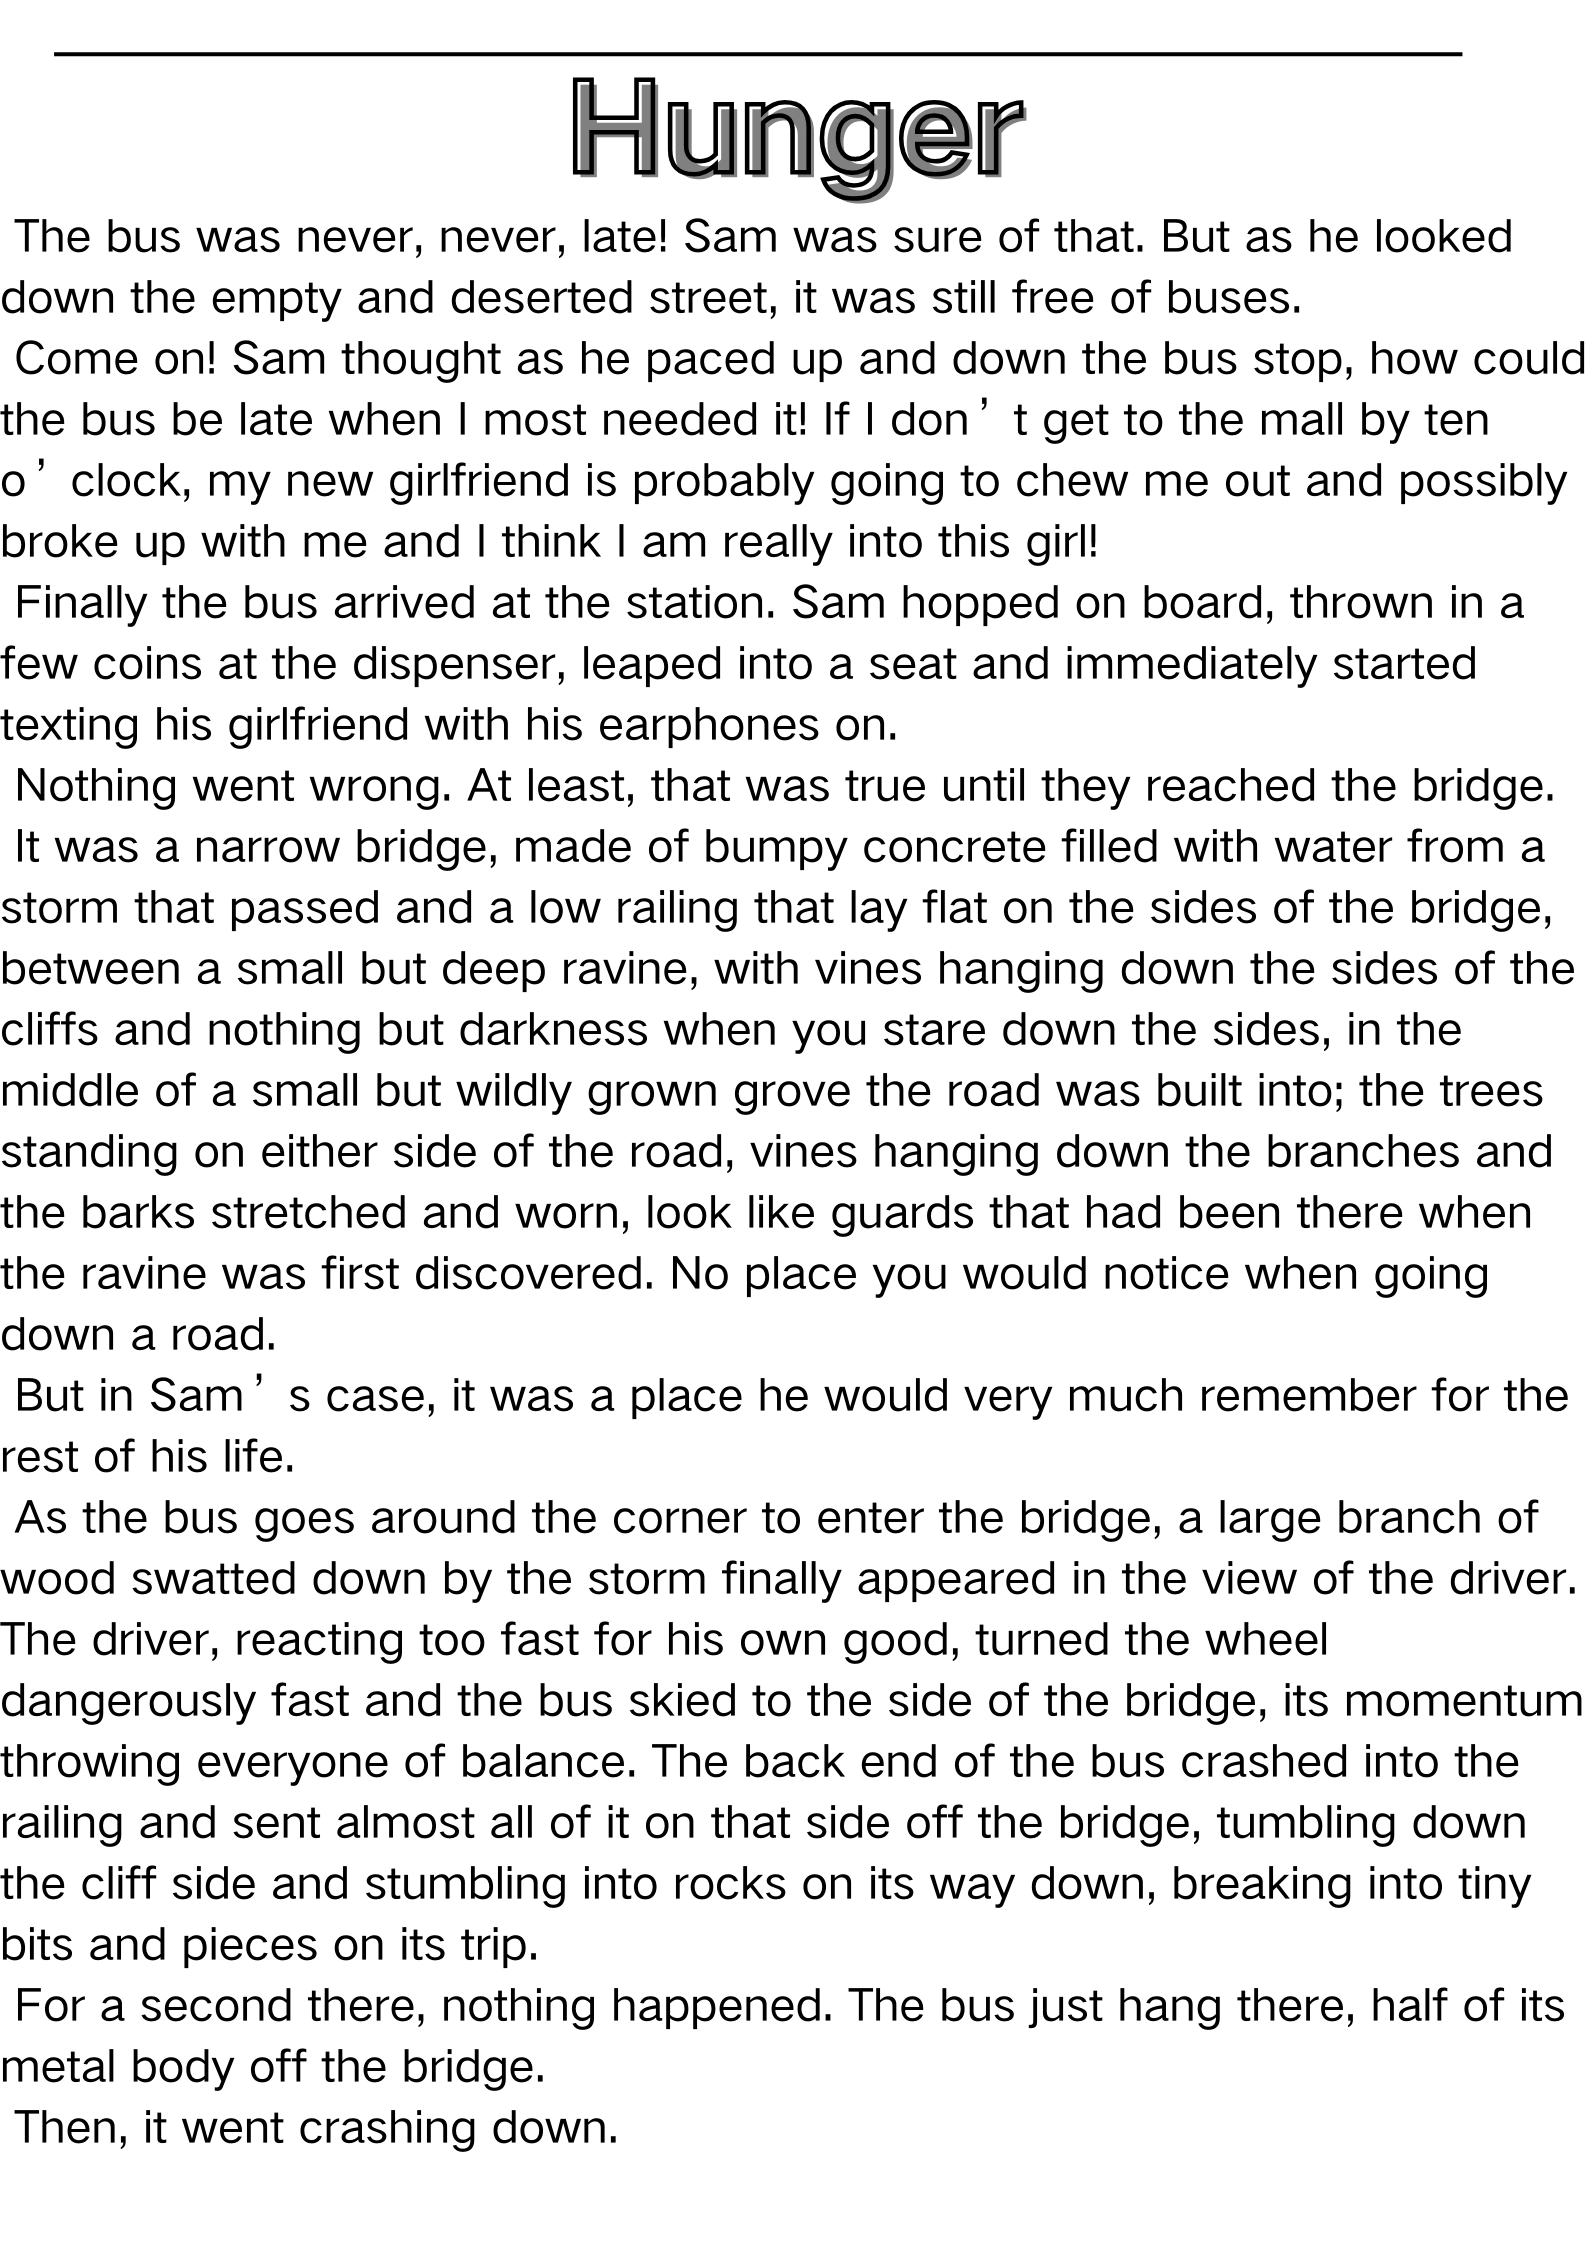 Hunger
The bus was never, never, late! Sam was sure of that. But as he looked
down the empty and deserted street, it was still free of buses.
Come on! Sam thought as he paced up and down the bus stop, how could
the bus be late when I most needed it! If I don’t get to the mall by ten
o’clock, my new girlfriend is probably going to chew me out and possibly
broke up with me and I think I am really into this girl!
Finally the bus arrived at the station. Sam hopped on board, thrown in a
few coins at the dispenser, leaped into a seat and immediately started
texting his girlfriend with his earphones on.
Nothing went wrong. At least, that was true until they reached the bridge.
It was a narrow bridge, made of bumpy concrete filled with water from a
storm that passed and a low railing that lay flat on the sides of the bridge,
between a small but deep ravine, with vines hanging down the sides of the
cliffs and nothing but darkness when you stare down the sides, in the
middle of a small but wildly grown grove the road was built into; the trees
standing on either side of the road, vines hanging down the branches and
the barks stretched and worn, look like guards that had been there when
the ravine was first discovered. No place you would notice when going
down a road.
But in Sam’s case, it was a place he would very much remember for the
rest of his life.
As the bus goes around the corner to enter the bridge, a large branch of
wood swatted down by the storm finally appeared in the view of the driver.
The driver, reacting too fast for his own good, turned the wheel
dangerously fast and the bus skied to the side of the bridge, its momentum
throwing everyone of balance. The back end of the bus crashed into the
railing and sent almost all of it on that side off the bridge, tumbling down
the cliff side and stumbling into rocks on its way down, breaking into tiny
bits and pieces on its trip.
For a second there, nothing happened. The bus just hang there, half of its
metal body off the bridge.
Then, it went crashing down.